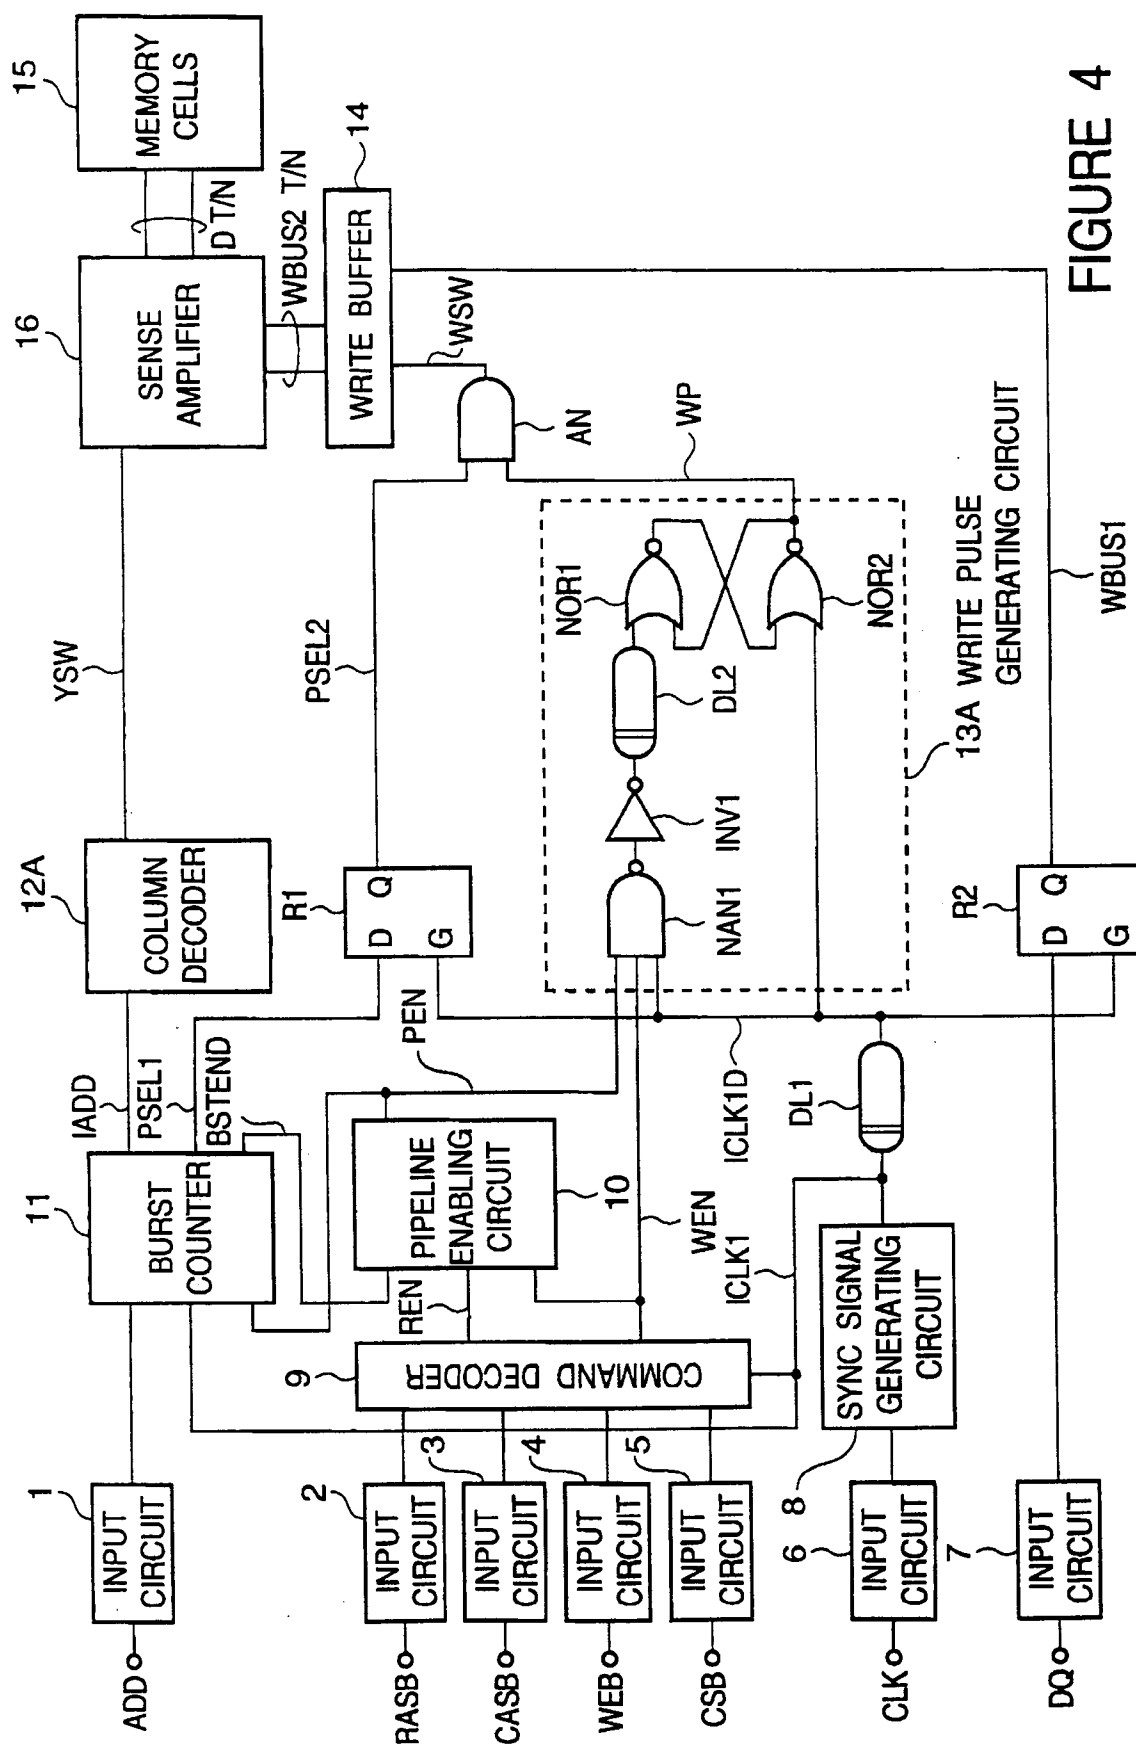 ADD
INPUT
CIRCUIT
1
BURST
COUNTER
11
IADD
PSEL1
BSTEND
COLUMN
DECODER
12A
YSW
SENSE
AMPLIFIER
16
D T/N
MEMORY
CELLS
15
WBUS2 T/N
WRITE BUFFER
14
WSW
AN
RASB
INPUT
CIRCUIT
2
CASB
INPUT
CIRCUIT
3
WEB
INPUT
CIRCUIT
4
CSB
INPUT
CIRCUIT
5
COMMAND DECODER
9
REN
PIPELINE
ENABLING
CIRCUIT
10
PEN
WEN
ICLK1
ICLK1D
R1
D Q
G
PSEL2
NAN1
INV1
DL2
NOR1
NOR2
WP
13A WRITE PULSE
GENERATING CIRCUIT
CLK
INPUT
CIRCUIT
6
SYNC SIGNAL
GENERATING
CIRCUIT
8
DL1
DQ
INPUT
CIRCUIT
7
R2
D Q
G
WBUS1
FIGURE 4